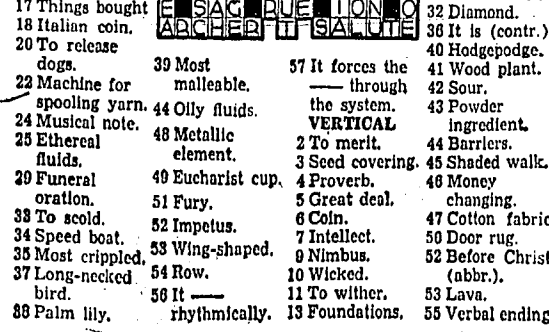 17 Things bought
18 Italian coin.
20 To release
dogs.
22 Machine for
spooling yarn.
24 Musical note.
25 Ethereal
fluids.
29 Funeral
oration.
33 To scold.
34 Speed boat.
35 Most crippled.
37 Long-necked
bird.
38 Palm lily.
E SAG RUE ION O
ARCHER IT SALUTE
39 Most
malleable.
44 Oily fluids.
48 Metallic
element.
49 Eucharist cup.
51 Fury.
52 Impetus.
53 Wing-shaped.
54 Row.
56 It —
rhythmically.
57 It forces the
— through
the system.
VERTICAL
2 To merit.
3 Seed covering.
4 Proverb.
5 Great deal.
6 Coin.
7 Intellect.
9 Nimbus.
10 Wicked.
11 To wither.
13 Foundations.
32 Diamond.
36 It is (contr.)
40 Hodgepodge.
41 Wood plant.
42 Sour.
43 Powder
ingredient.
44 Barriers.
45 Shaded walk.
46 Money
changing.
47 Cotton fabric
50 Door rug.
52 Before Christ
(abbr.).
53 Lava.
55 Verbal ending